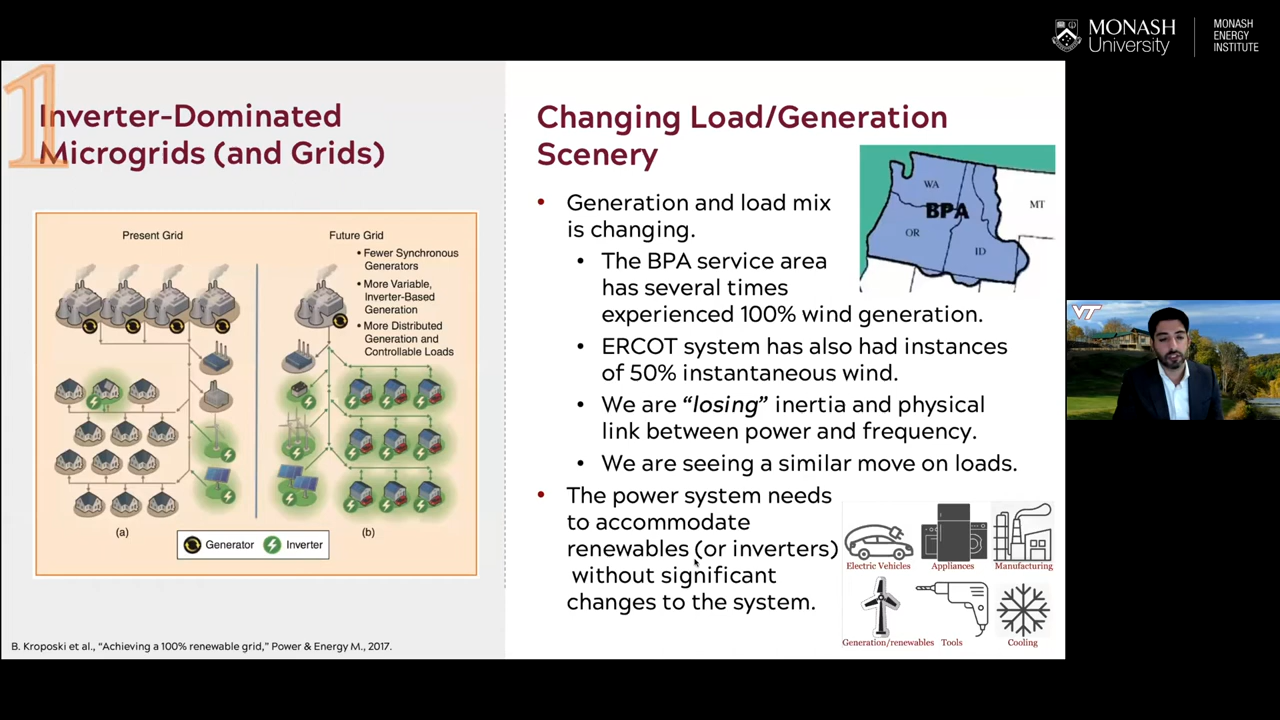 MONASH
University
MONASH
ENERGY
INSTITUTE
1
Inverter-Dominated
Microgrids (and Grids)
Present Grid
Future Grid
• Fewer Synchronous
Generators
• More Variable,
Inverter-Based
Generation
• More Distributed
Generation and
Controllable Loads
(a)
(b)
Generator
Inverter
B. Kroposki et al., “Achieving a 100% renewable grid,” Power & Energy M., 2017.
Changing Load/Generation
Scenery
• Generation and load mix
is changing.
• The BPA service area
has several times
experienced 100% wind generation.
• ERCOT system has also had instances
of 50% instantaneous wind.
• We are “losing” inertia and physical
link between power and frequency.
• We are seeing a similar move on loads.
• The power system needs
to accommodate
renewables (or inverters)
without significant
changes to the system.
WA
BPA
MT
OR
ID
Electric Vehicles
Appliances
Manufacturing
Generation/renewables
Tools
Cooling
VT